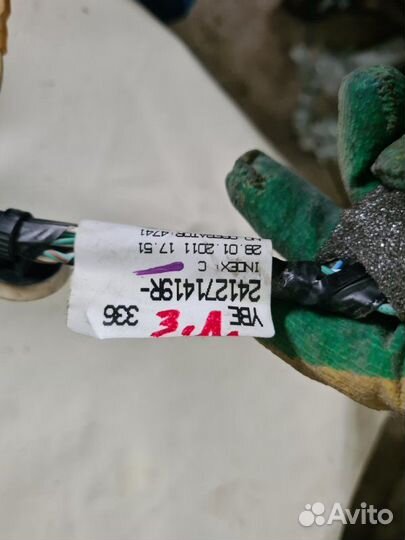 YBE
336
241271419R-
INDEX: C
28.01.2011 17.51
OPERATOR: 4741
Avito